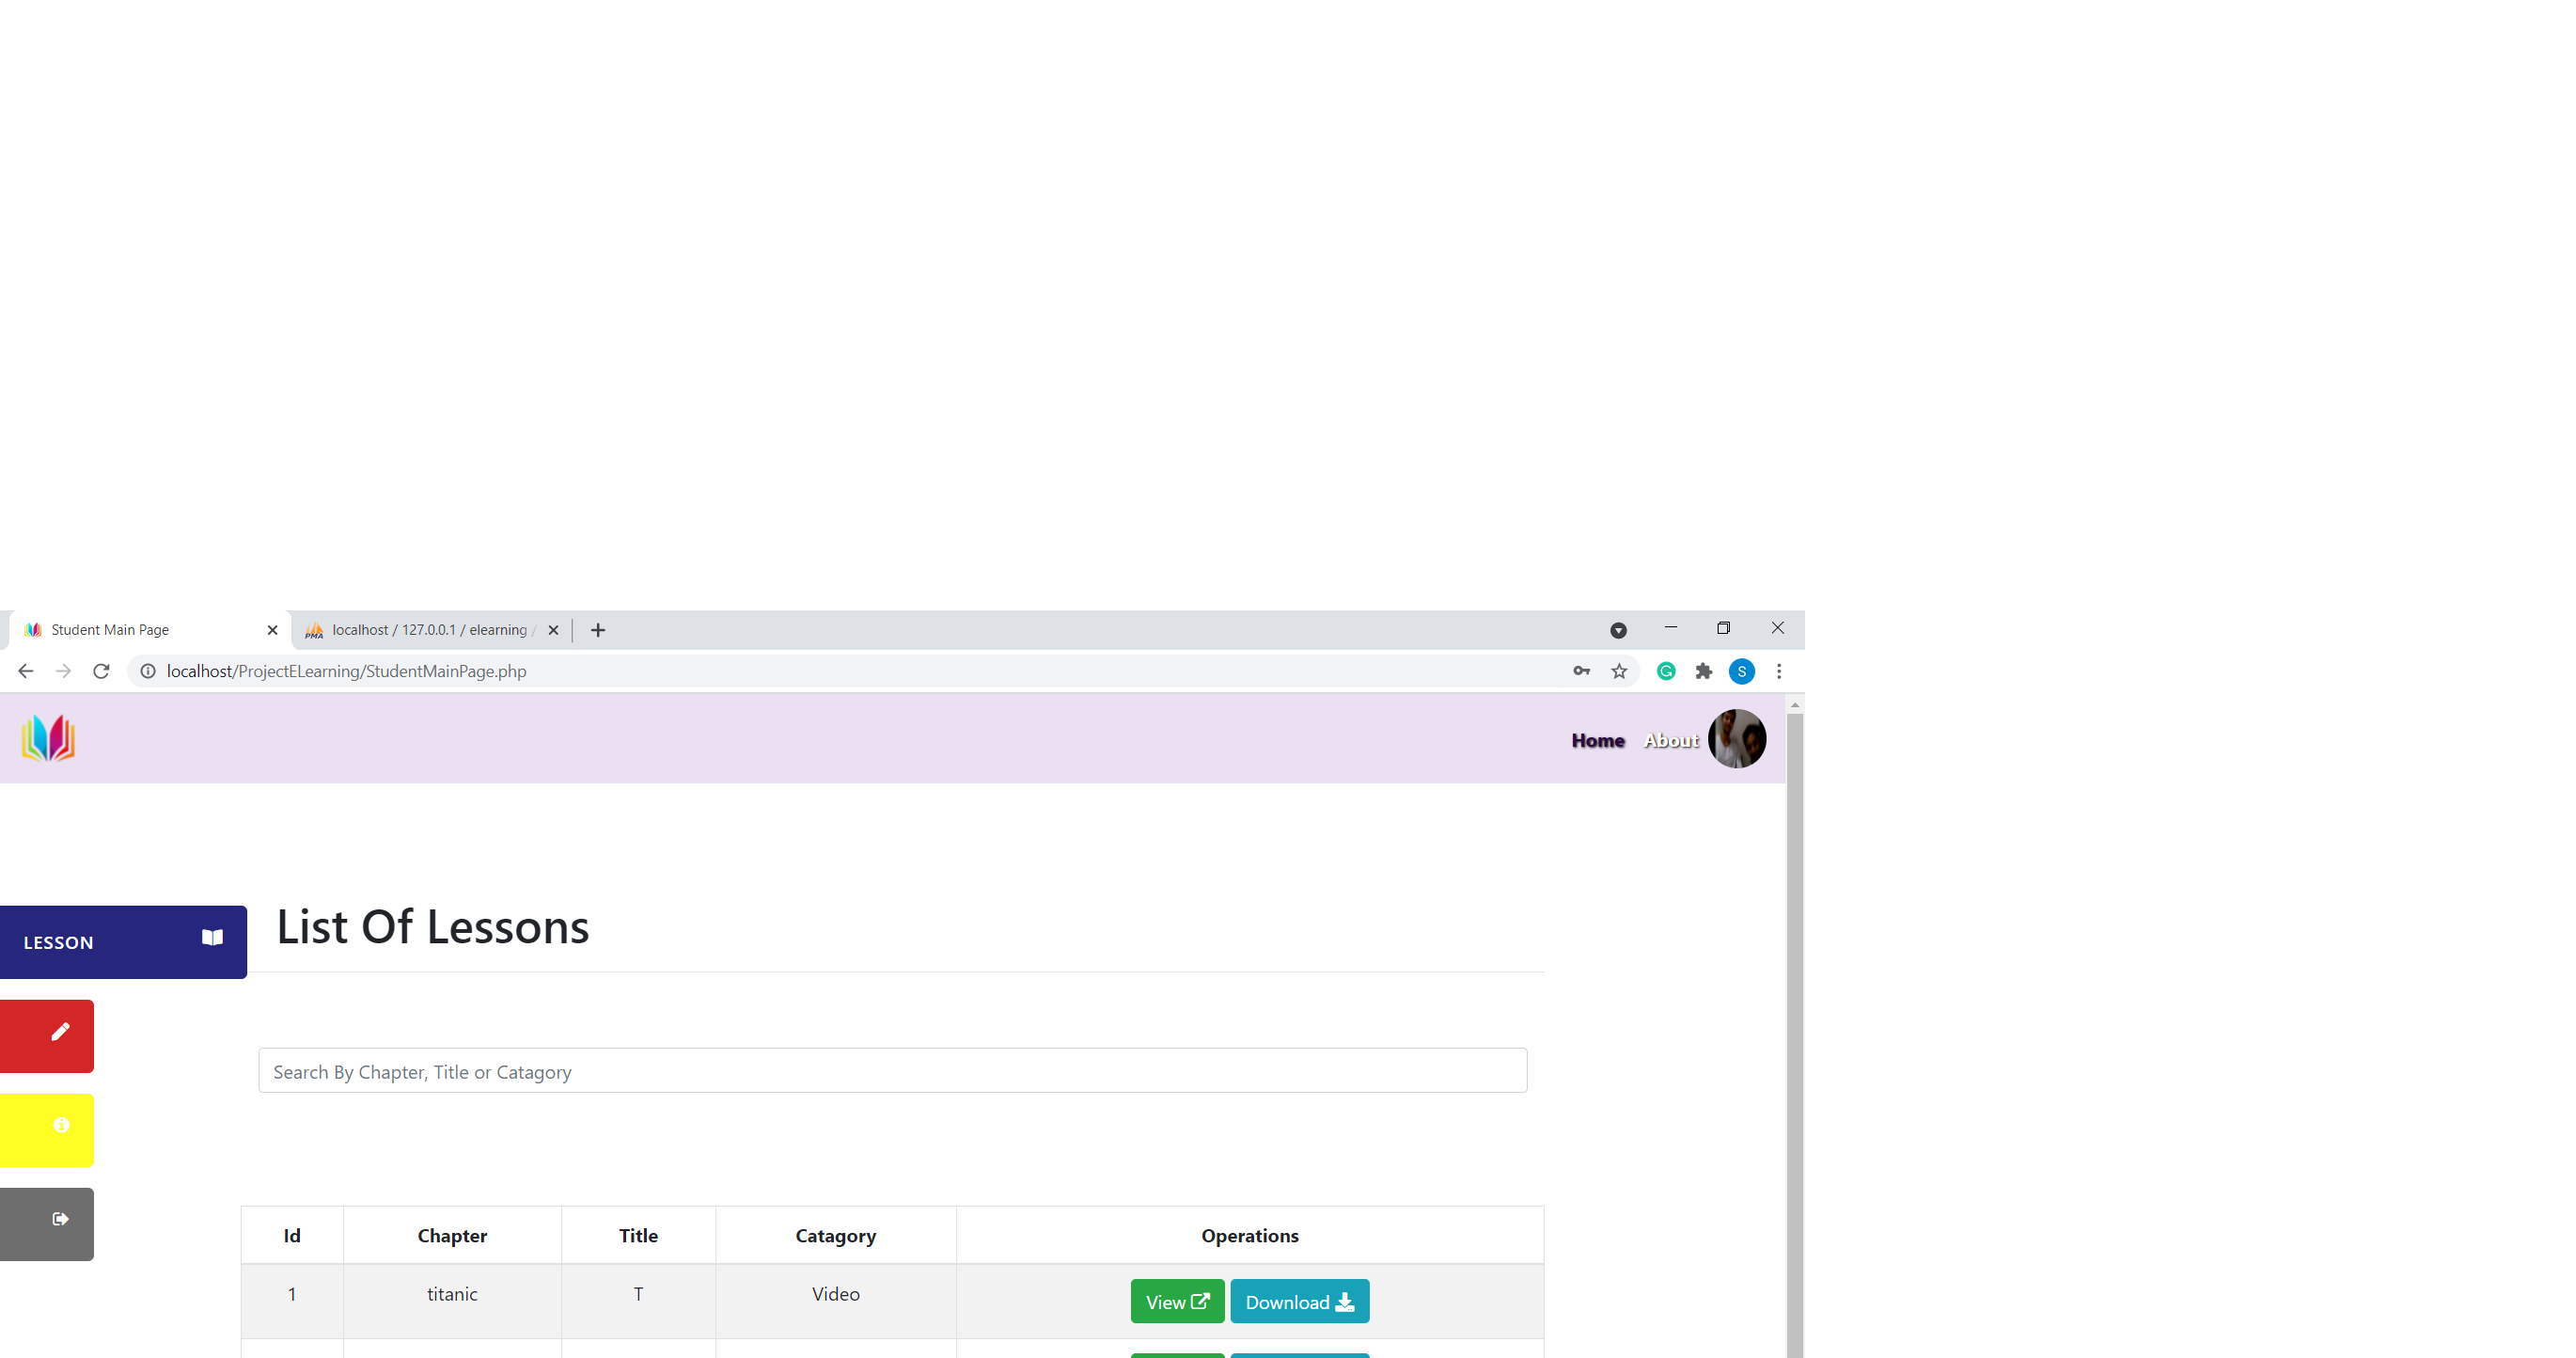 Student Main Page
localhost / 127.0.0.1 / elearning /
PMA
localhost/ProjectELearning/StudentMainPage.php
S
Home About
List Of Lessons
LESSON
Search By Chapter, Title or Catagory
Id Chapter Title Catagory Operations
1 titanic T Video View Download